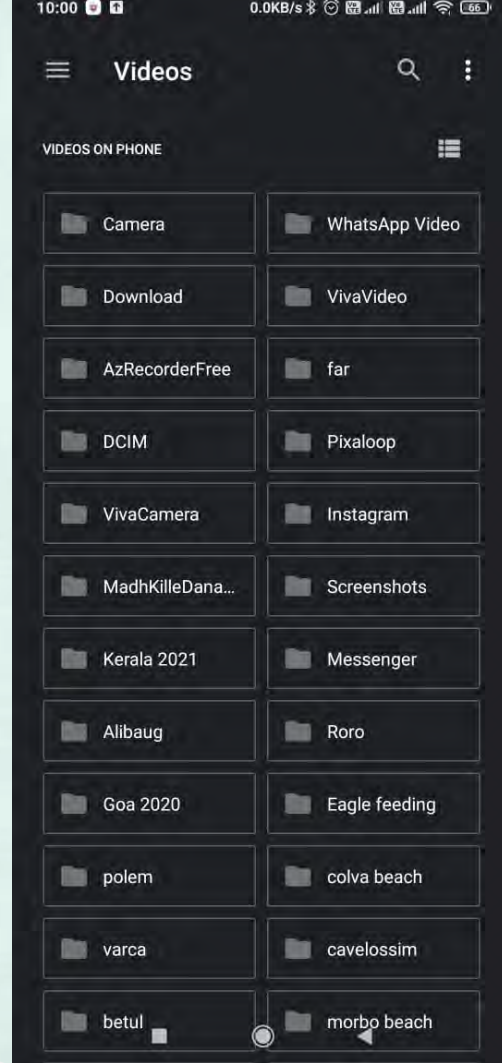 10:00 0.0KB/s 66
Videos
VIDEOS ON PHONE
Camera WhatsApp Video
Download VivaVideo
AzRecorderFree far
DCIM Pixaloop
VivaCamera Instagram
MadhKilleDana... Screenshots
Kerala 2021 Messenger
Alibaug Roro
Goa 2020 Eagle feeding
polem colva beach
varca cavelossim
betul morbo beach